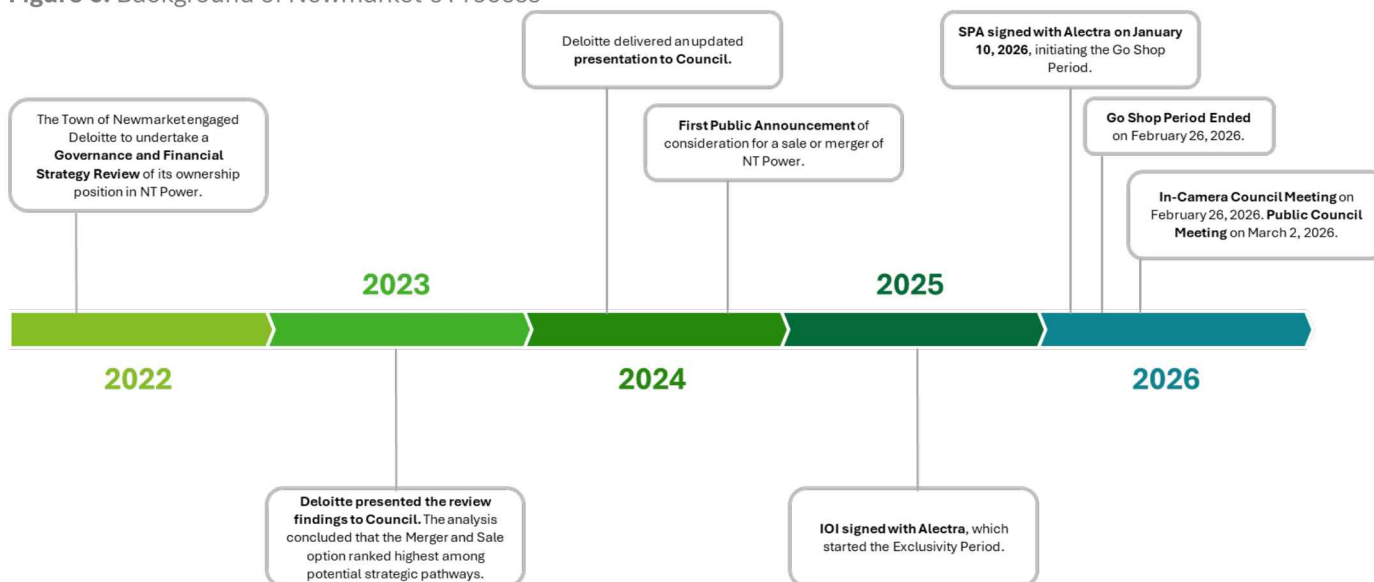 Figure 6. Background of Newmarket's Process
Deloitte delivered an updated
presentation to Council.
SPA signed with Alectra on January
10, 2026, initiating the Go Shop
Period.
The Town of Newmarket engaged
Deloitte to undertake a
Governance and Financial
Strategy Review of its ownership
position in NT Power.
First Public Announcement of
consideration for a sale or merger of
NT Power.
Go Shop Period Ended
on February 26, 2026.
In-Camera Council Meeting on
February 26, 2026. Public Council
Meeting on March 2, 2026.
2023
2025
2022
2024
2026
Deloitte presented the review
findings to Council. The analysis
concluded that the Merger and Sale
option ranked highest among
potential strategic pathways.
IOI signed with Alectra, which
started the Exclusivity Period.